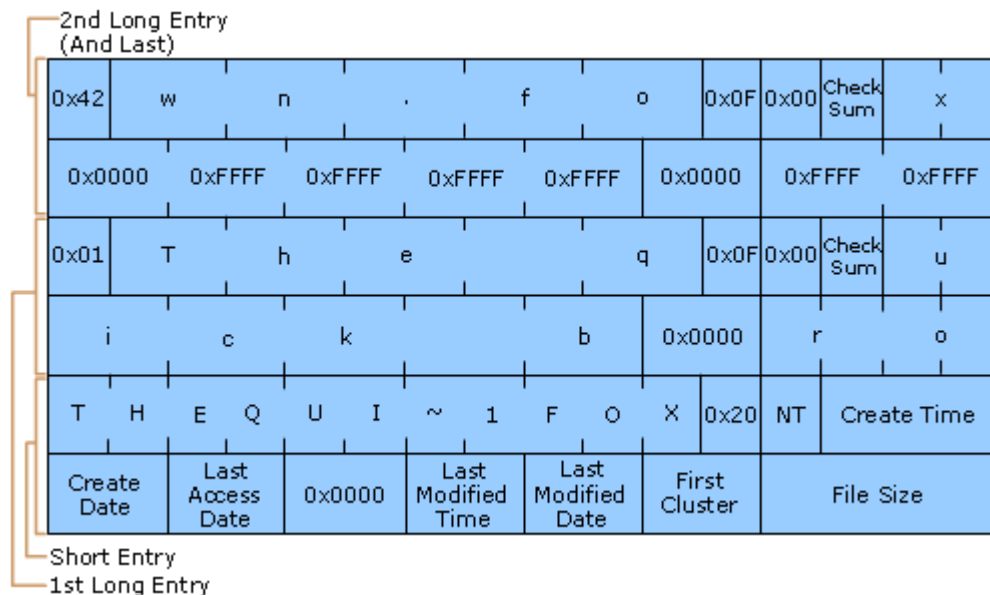 2nd Long Entry
(And Last)
0x42 w n . f o 0x0F 0x00 Check Sum x
0x0000 0xFFFF 0xFFFF 0xFFFF 0xFFFF 0x0000 0xFFFF 0xFFFF
0x01 T h e q 0x0F 0x00 Check Sum u
i c k b 0x0000 r o
T H E Q U I ~ 1 F O X 0x20 NT Create Time
Create Date Last Access Date 0x0000 Last Modified Time Last Modified Date First Cluster File Size
Short Entry
1st Long Entry